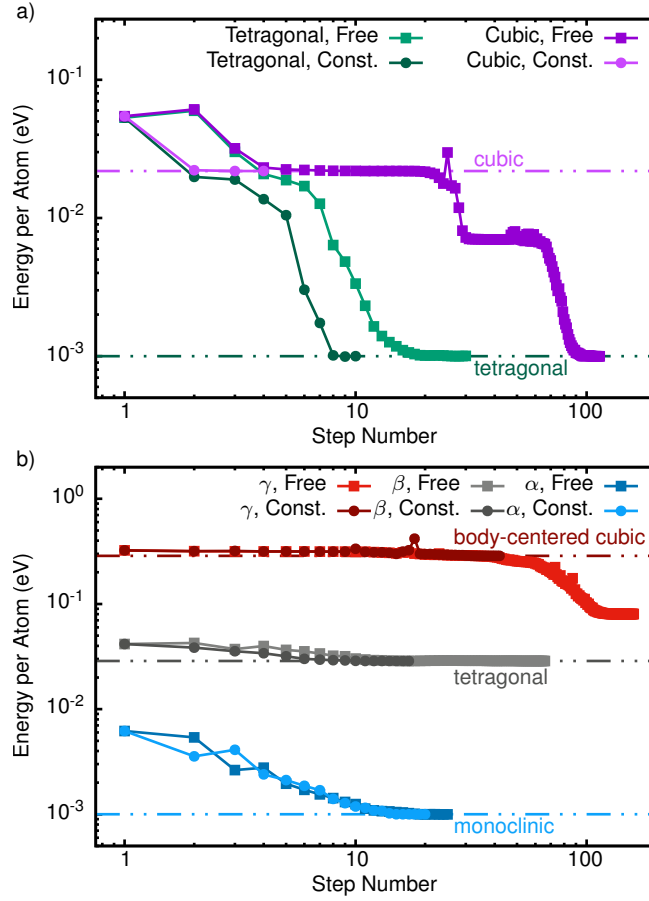 a)
Tetragonal, Free
Cubic, Free
Tetragonal, Const.
Cubic, Const.
10⁻¹
cubic
10⁻²
10⁻³
tetragonal
Energy per Atom (eV)
1
10
100
Step Number
b)
γ, Free
β, Free
α, Free
γ, Const.
β, Const.
α, Const.
10⁰
body-centered cubic
10⁻¹
tetragonal
10⁻²
10⁻³
monoclinic
Energy per Atom (eV)
1
10
100
Step Number